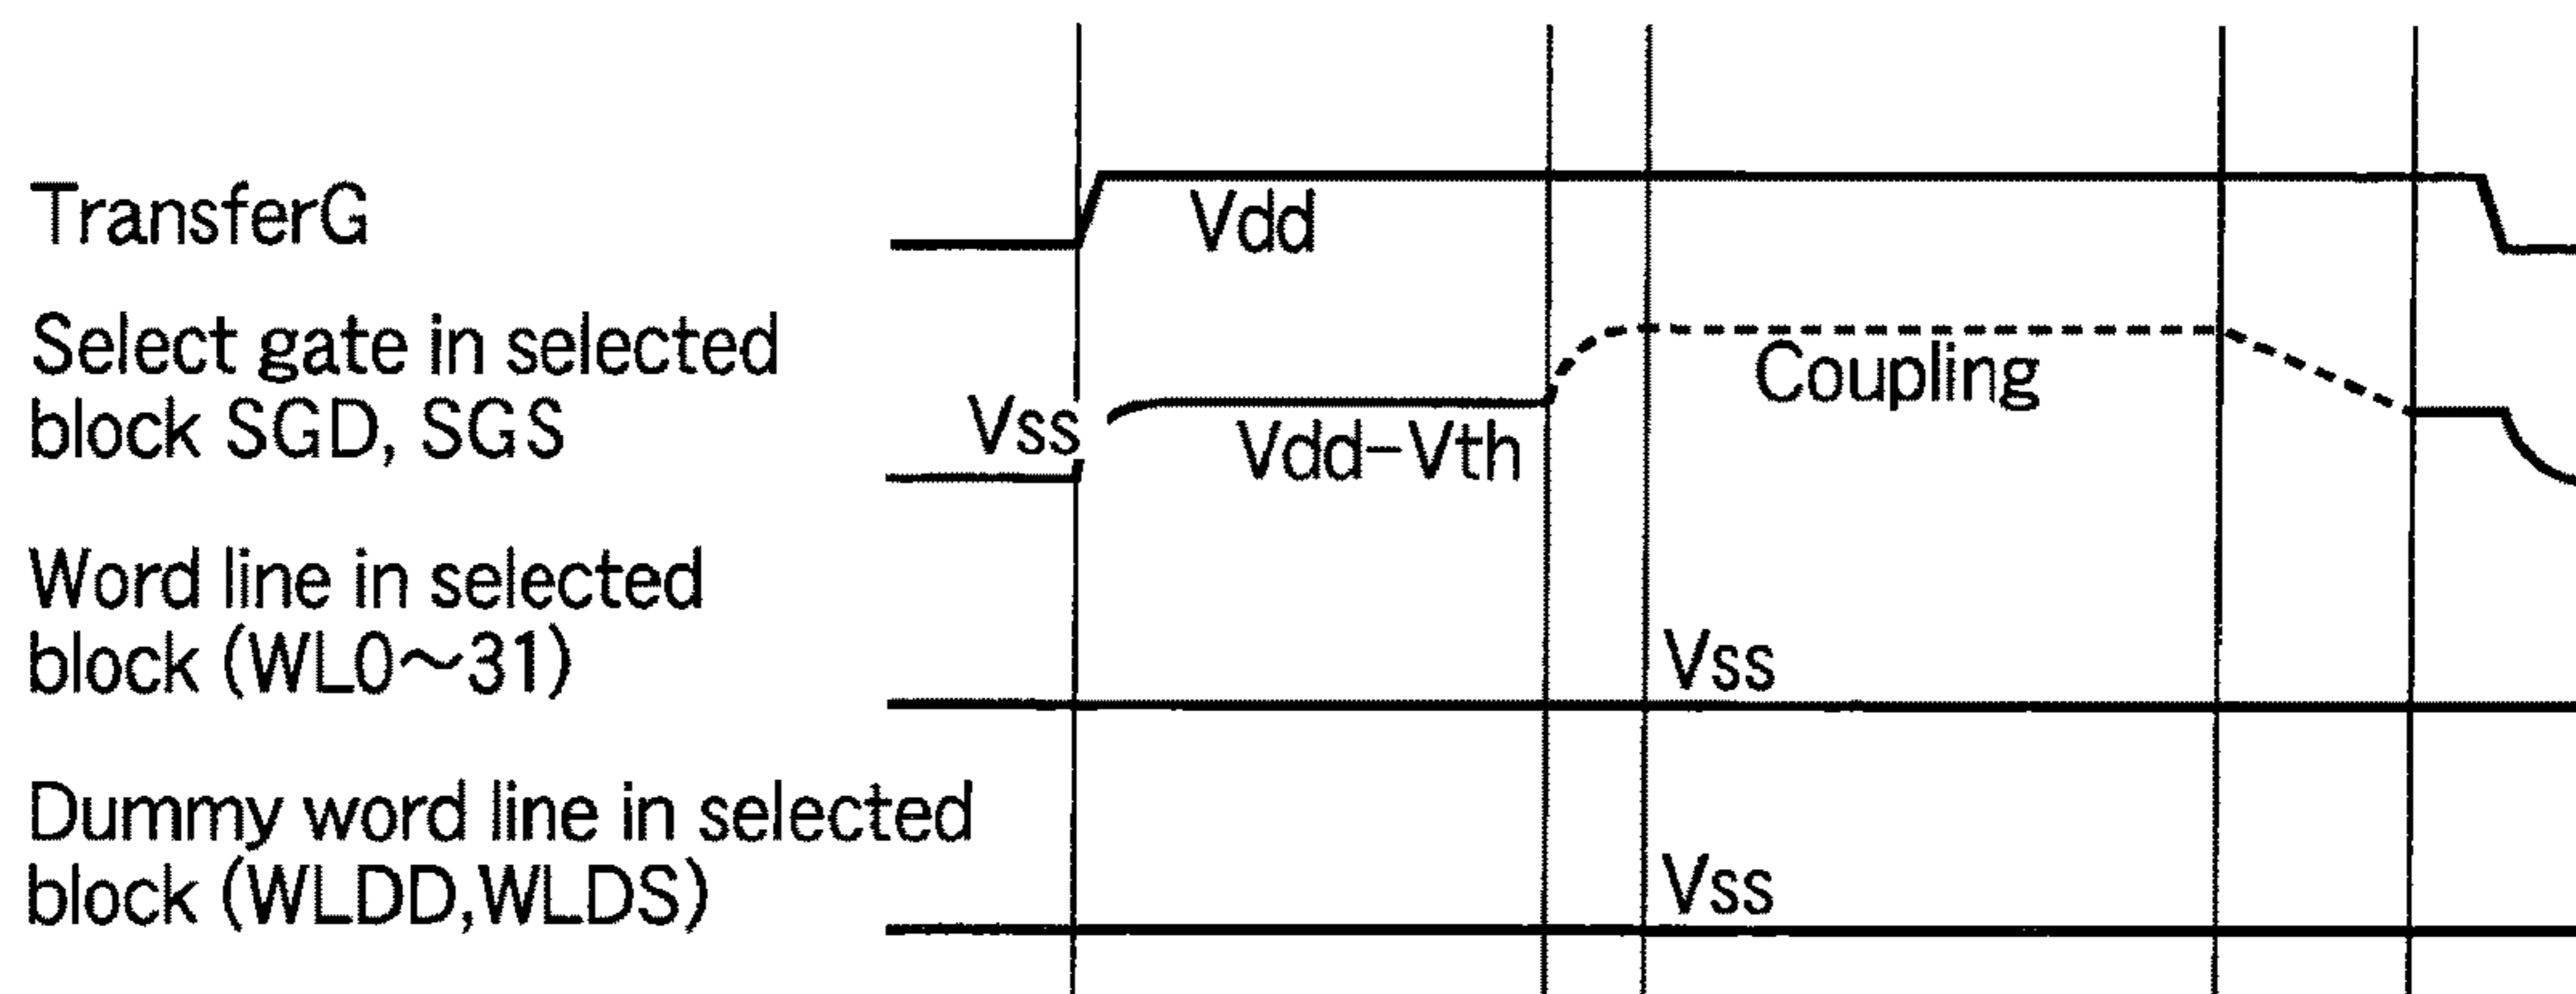 TransferG
Vdd
Select gate in selected
block SGD, SGS
Vss
Vdd-Vth
Coupling
Word line in selected
block (WL0～31)
Vss
Dummy word line in selected
block (WLDD,WLDS)
Vss